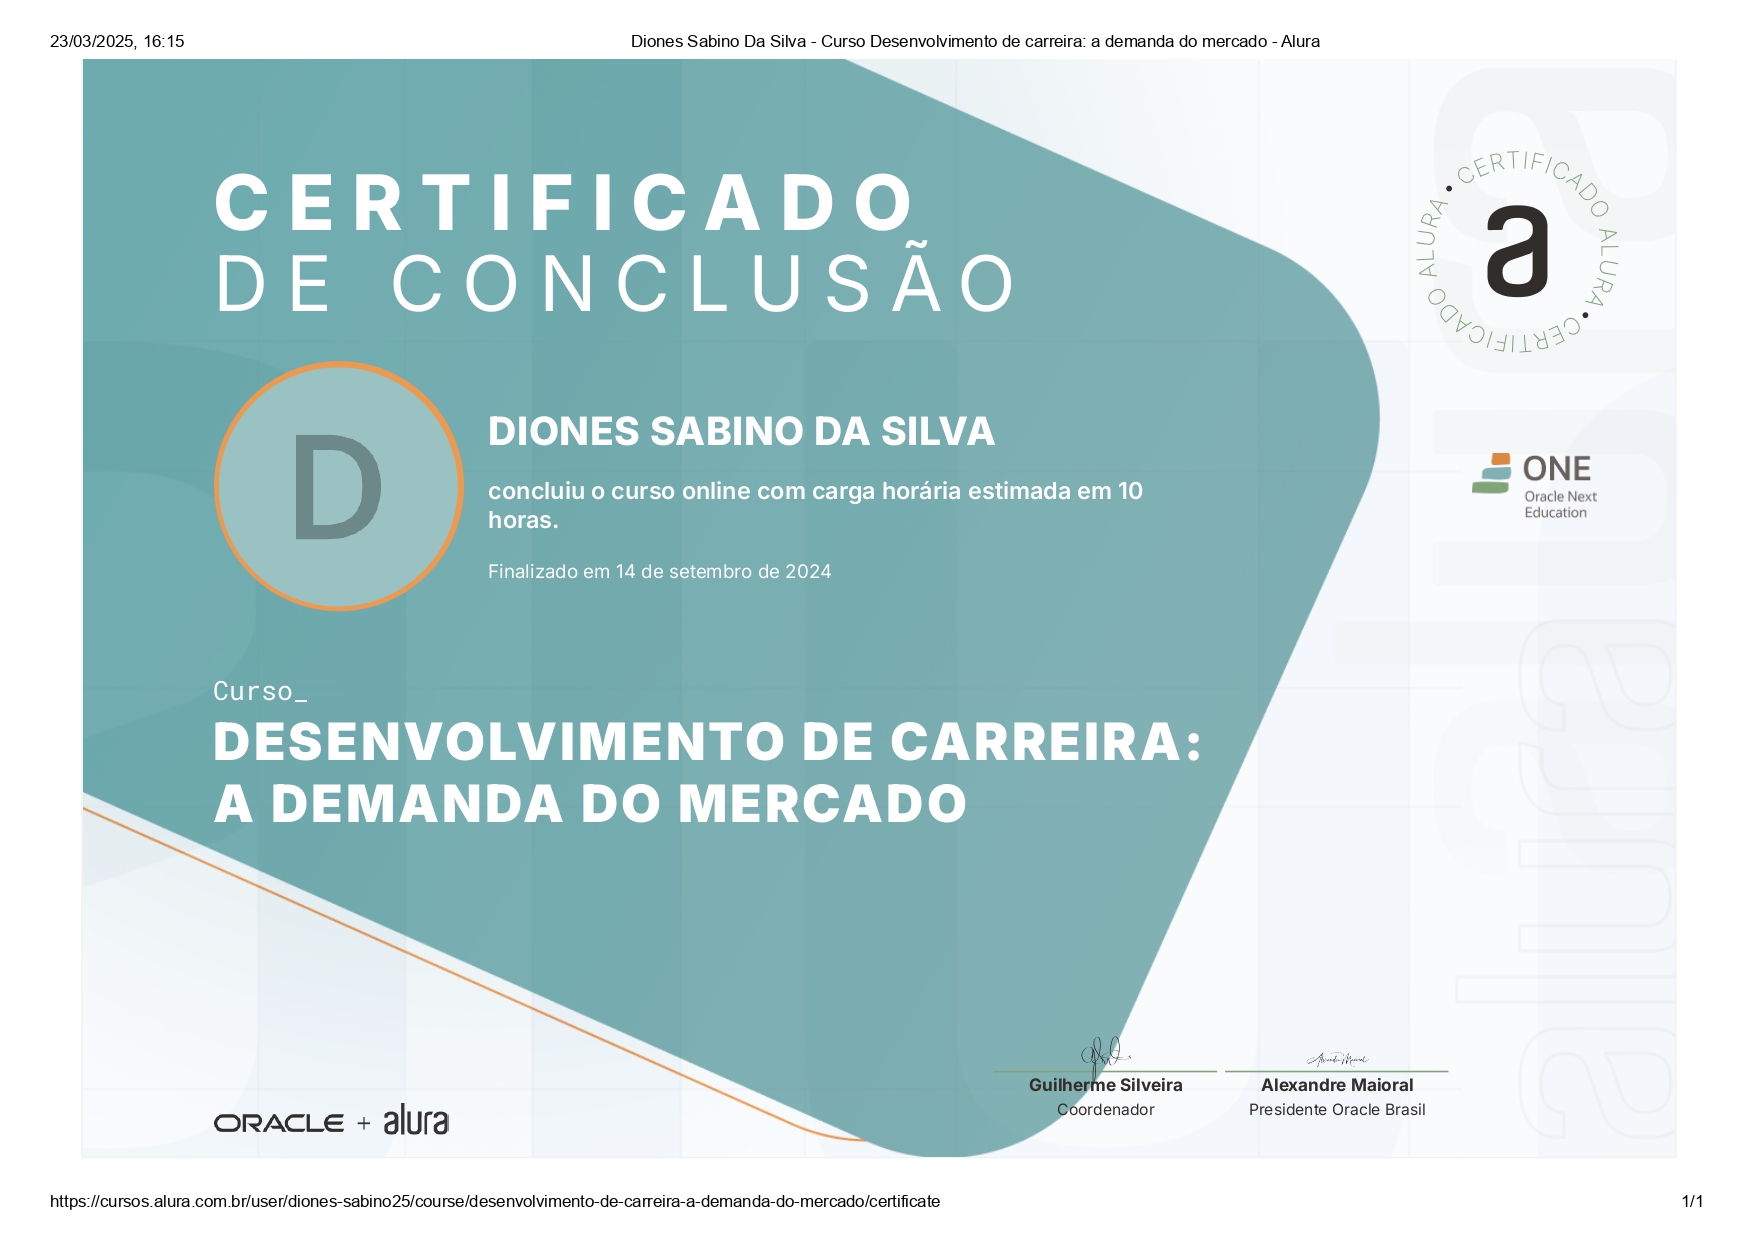 23/03/2025, 16:15
Diones Sabino Da Silva - Curso Desenvolvimento de carreira: a demanda do mercado - Alura
CERTIFICADO
DE CONCLUSÃO
• CERTIFICADO ALURA • CERTIFICADO ALURA
a
D
DIONES SABINO DA SILVA
concluiu o curso online com carga horária estimada em 10
horas.
Finalizado em 14 de setembro de 2024
ONE
Oracle Next
Education
Curso_
DESENVOLVIMENTO DE CARREIRA:
A DEMANDA DO MERCADO
alura
alura
Guilherme Silveira
Coordenador
Alexandre Maioral
Presidente Oracle Brasil
ORACLE + alura
https://cursos.alura.com.br/user/diones-sabino25/course/desenvolvimento-de-carreira-a-demanda-do-mercado/certificate
1/1